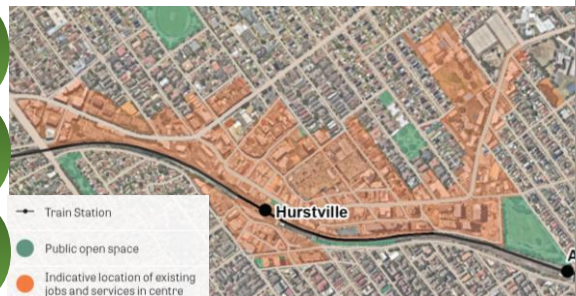 Hurstville
A
Train Station
Public open space
Indicative location of existing
jobs and services in centre